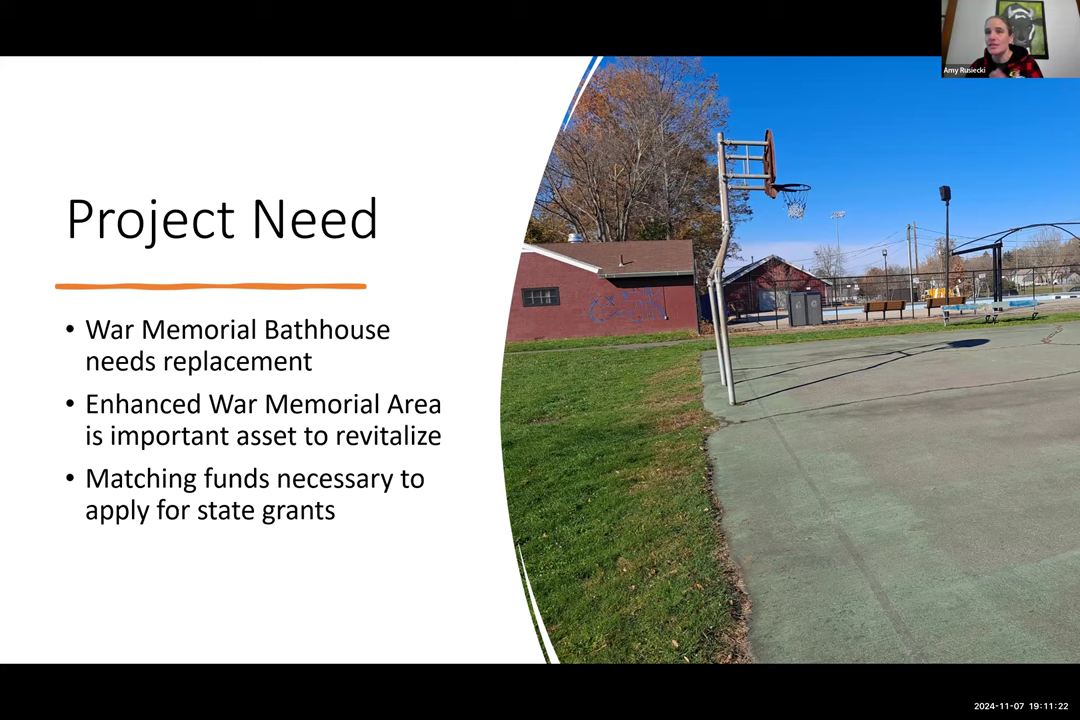 Amy Rusiecki
Project Need
• War Memorial Bathhouse
needs replacement
• Enhanced War Memorial Area
is important asset to revitalize
• Matching funds necessary to
apply for state grants
2024-11-07 19:11:22